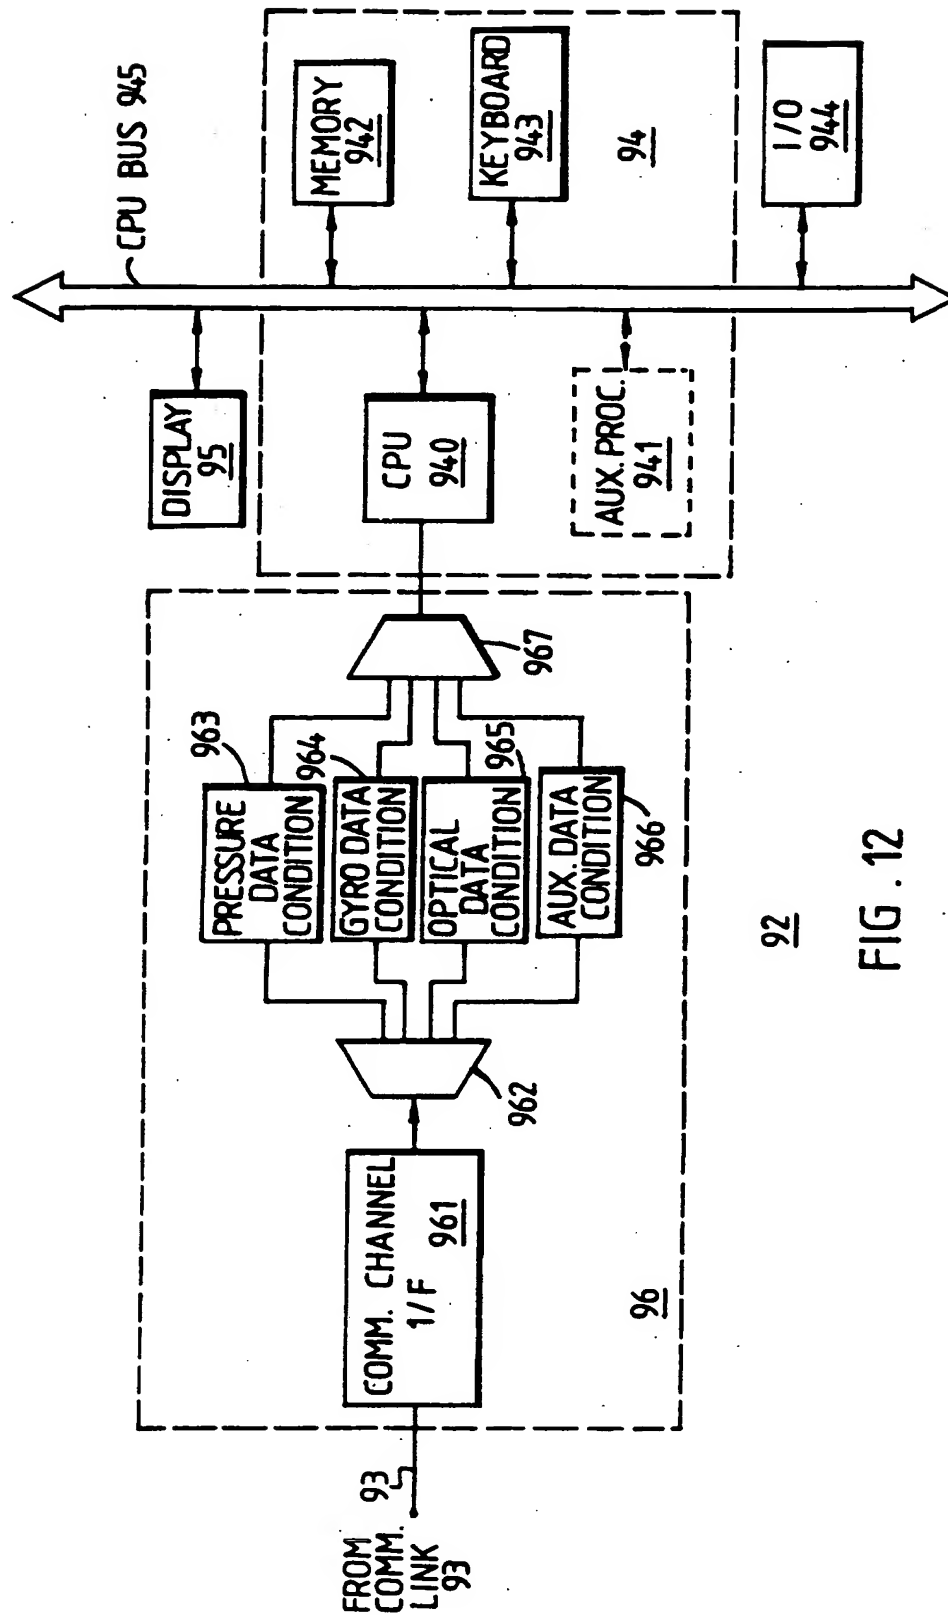 FROM
COMM.
LINK
93
93
COMM. CHANNEL
1/F
961
96
962
PRESSURE
DATA
CONDITION
963
GYRO DATA
CONDITION
964
OPTICAL
DATA
CONDITION
965
AUX. DATA
CONDITION
966
967
92
DISPLAY
95
CPU
940
AUX. PROC.
941
CPU BUS 945
MEMORY
942
KEYBOARD
943
94
I/O
944
FIG. 12